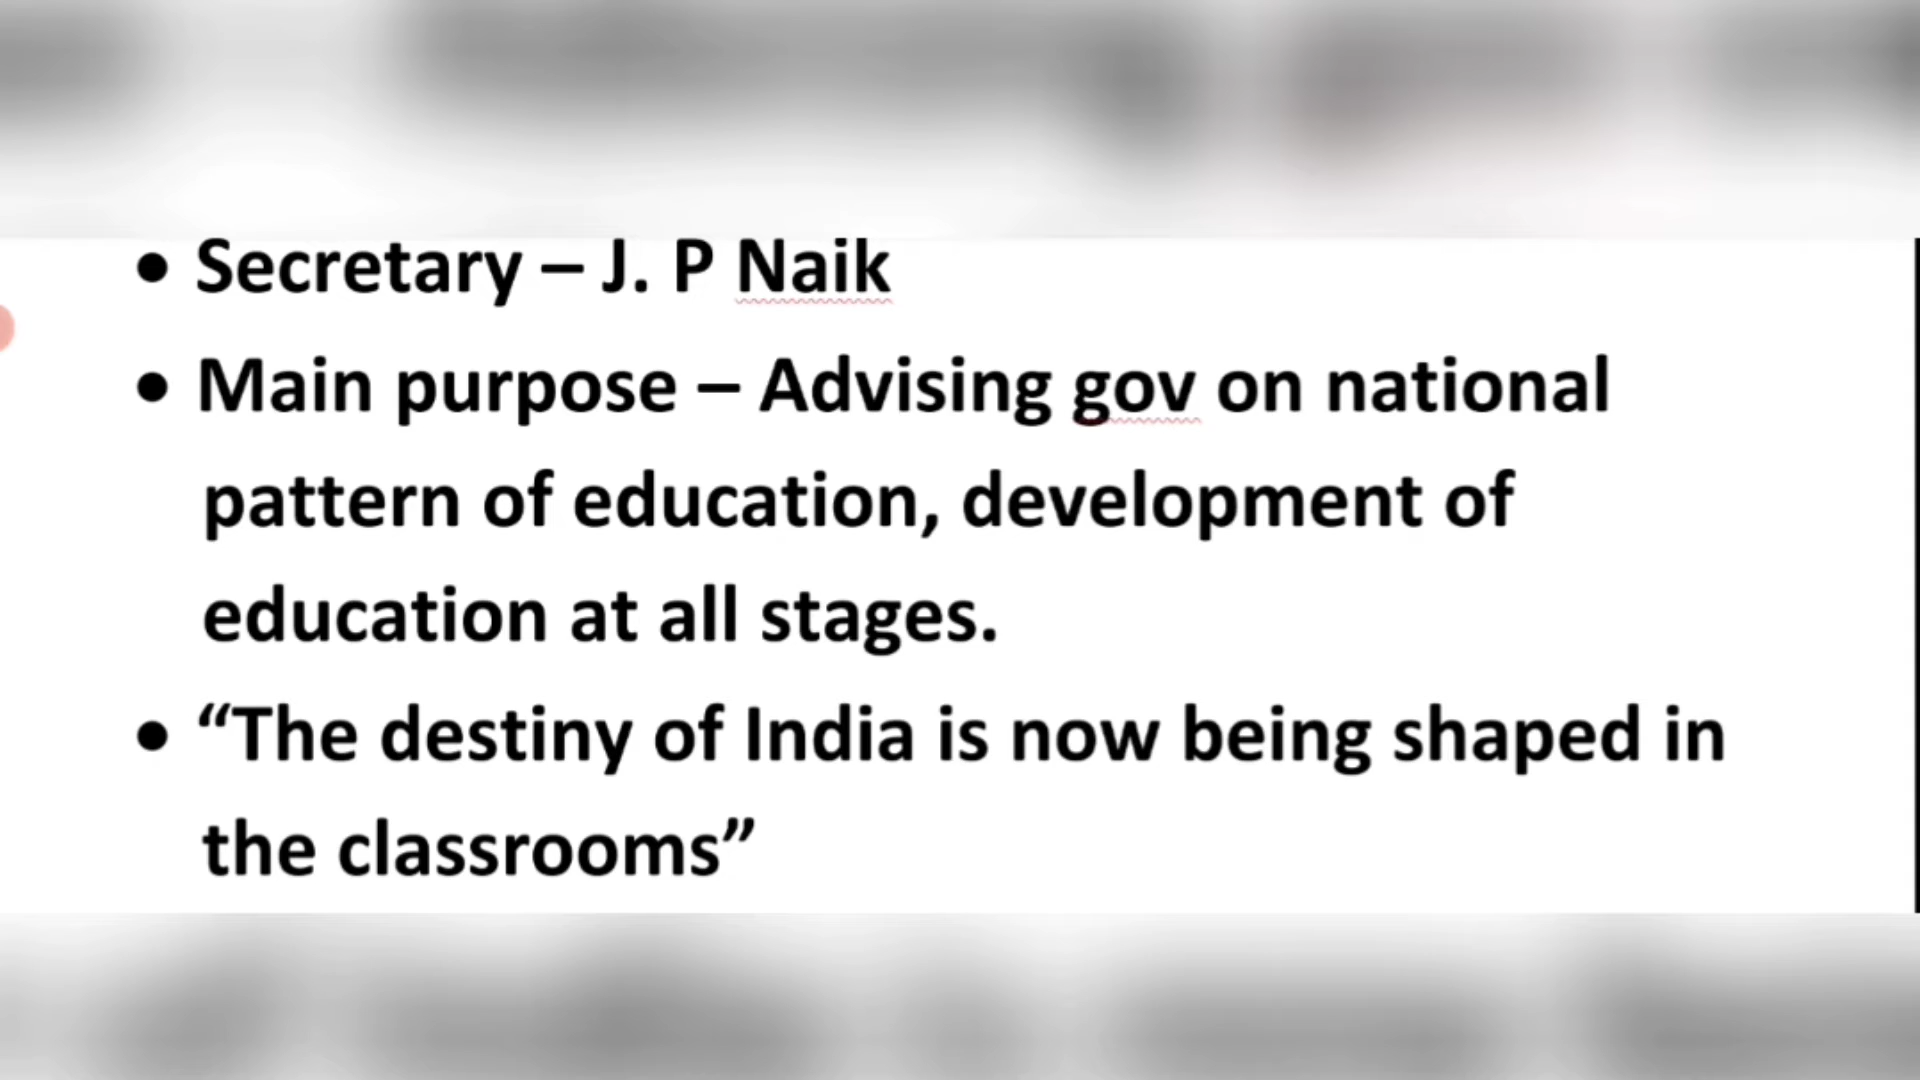 • Secretary – J. P Naik
• Main purpose – Advising gov on national
pattern of education, development of
education at all stages.
• “The destiny of India is now being shaped in
the classrooms”